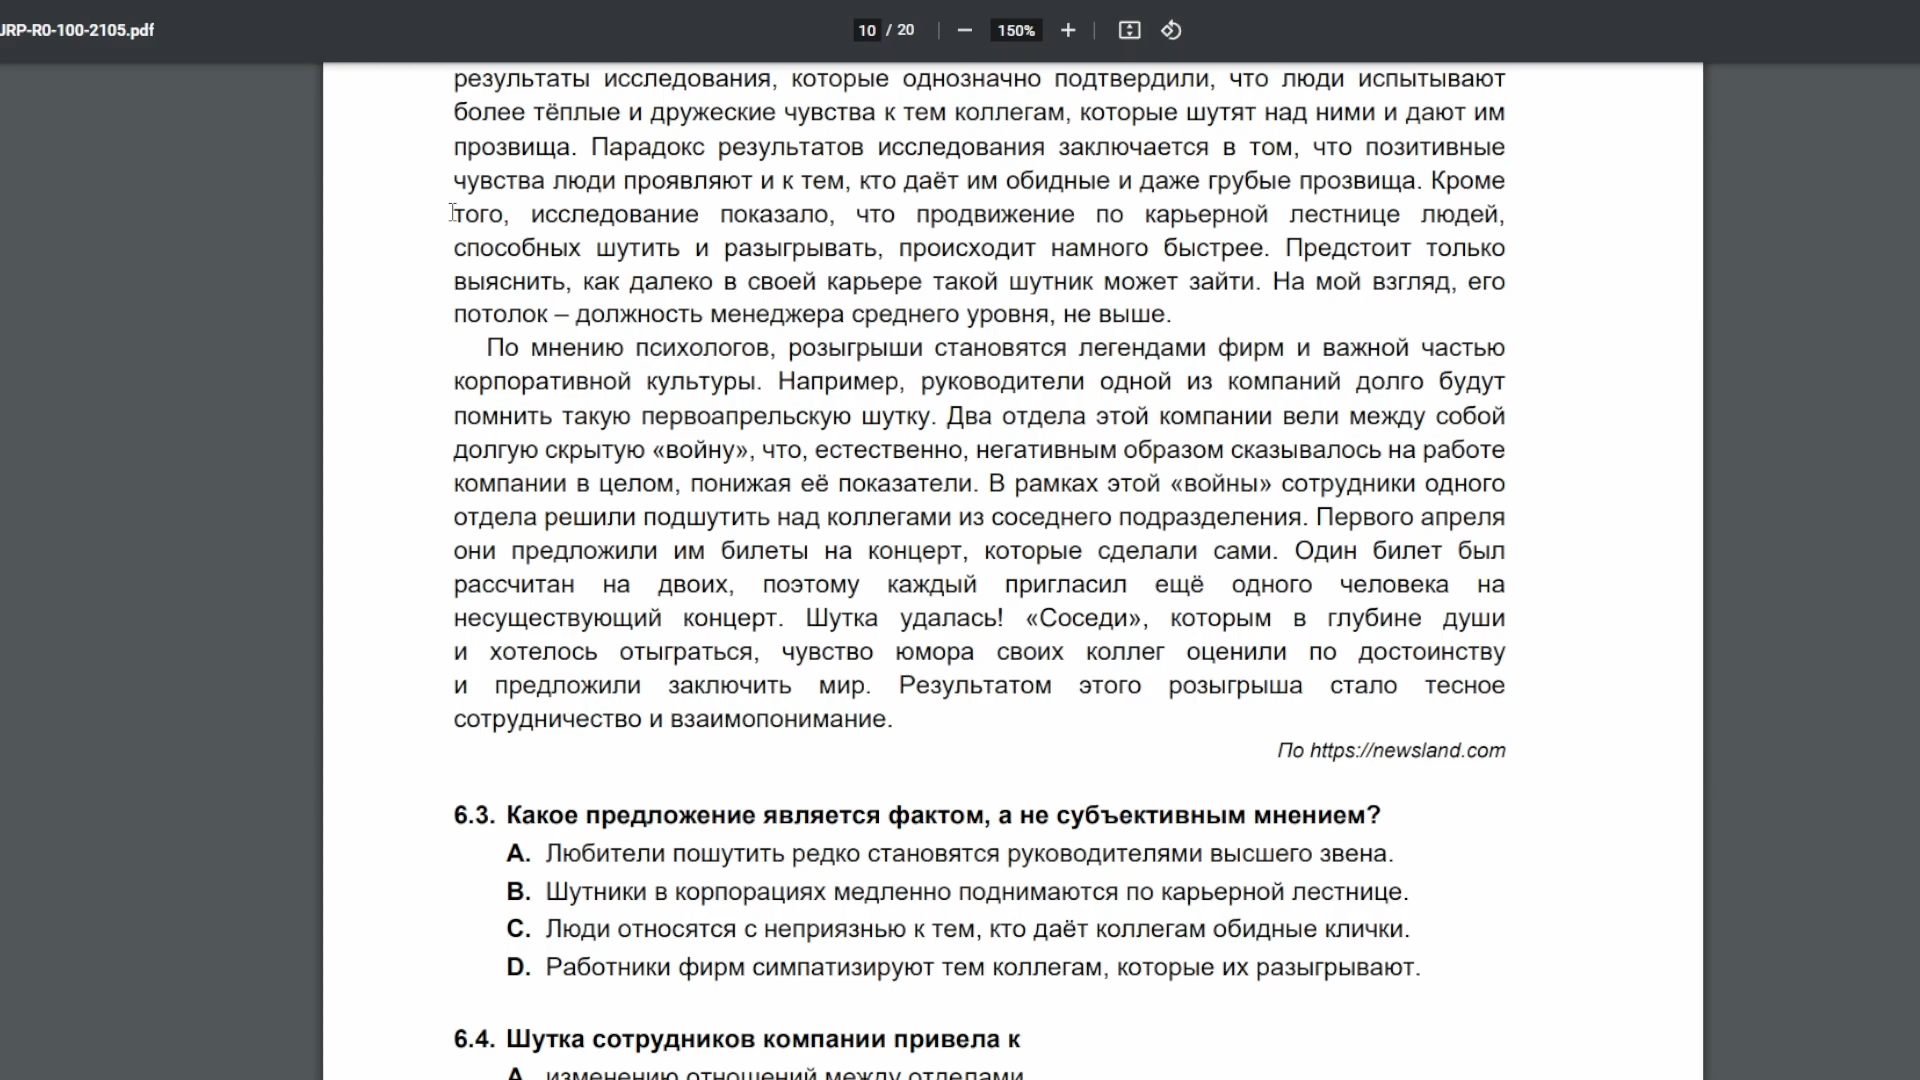 JRP-R0-100-2105.pdf
10 / 20
150%
результаты исследования, которые однозначно подтвердили, что люди испытывают
более тёплые и дружеские чувства к тем коллегам, которые шутят над ними и дают им
прозвища. Парадокс результатов исследования заключается в том, что позитивные
чувства люди проявляют и к тем, кто даёт им обидные и даже грубые прозвища. Кроме
того, исследование показало, что продвижение по карьерной лестнице людей,
способных шутить и разыгрывать, происходит намного быстрее. Предстоит только
выяснить, как далеко в своей карьере такой шутник может зайти. На мой взгляд, его
потолок – должность менеджера среднего уровня, не выше.
По мнению психологов, розыгрыши становятся легендами фирм и важной частью
корпоративной культуры. Например, руководители одной из компаний долго будут
помнить такую первоапрельскую шутку. Два отдела этой компании вели между собой
долгую скрытую «войну», что, естественно, негативным образом сказывалось на работе
компании в целом, понижая её показатели. В рамках этой «войны» сотрудники одного
отдела решили подшутить над коллегами из соседнего подразделения. Первого апреля
они предложили им билеты на концерт, которые сделали сами. Один билет был
рассчитан на двоих, поэтому каждый пригласил ещё одного человека на
несуществующий концерт. Шутка удалась! «Соседи», которым в глубине души
и хотелось отыграться, чувство юмора своих коллег оценили по достоинству
и предложили заключить мир. Результатом этого розыгрыша стало тесное
сотрудничество и взаимопонимание.
По https://newsland.com
6.3. Какое предложение является фактом, а не субъективным мнением?
A. Любители пошутить редко становятся руководителями высшего звена.
B. Шутники в корпорациях медленно поднимаются по карьерной лестнице.
C. Люди относятся с неприязнью к тем, кто даёт коллегам обидные клички.
D. Работники фирм симпатизируют тем коллегам, которые их разыгрывают.
6.4. Шутка сотрудников компании привела к
A. изменению отношений между отделами.